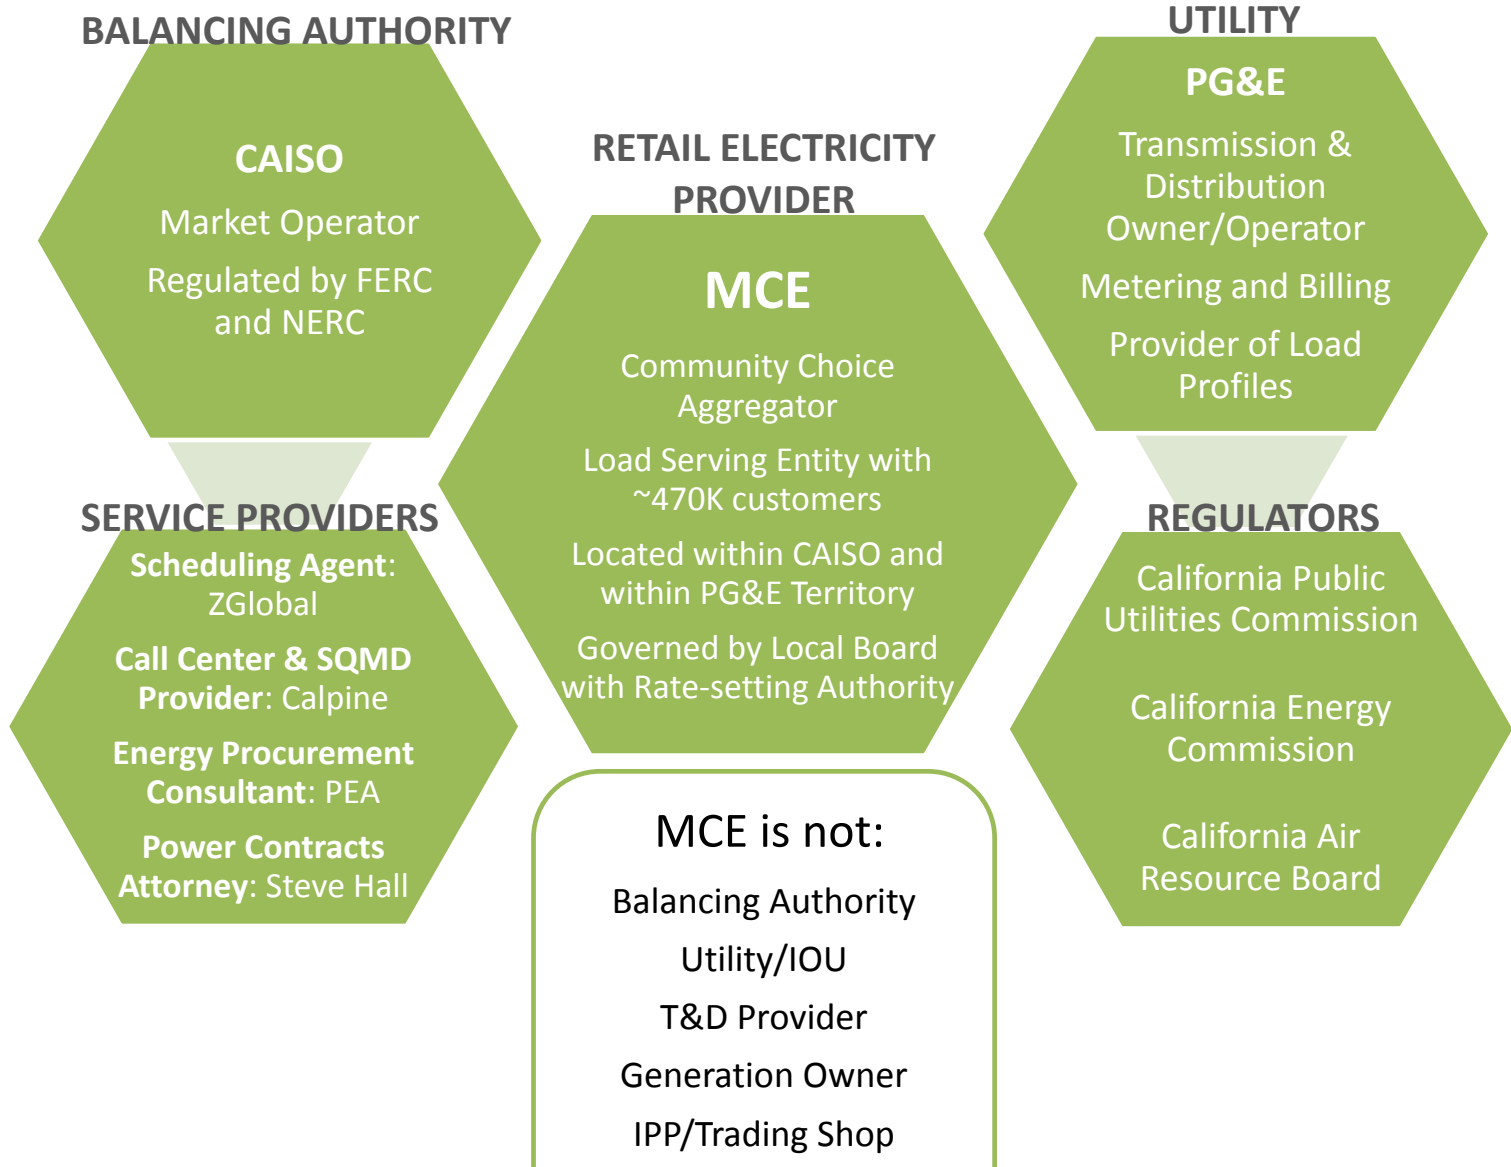 BALANCING AUTHORITY
CAISO
Market Operator
Regulated by FERC
and NERC
RETAIL ELECTRICITY
PROVIDER
MCE
Community Choice
Aggregator
Load Serving Entity with
~470K customers
Located within CAISO and
within PG&E Territory
Governed by Local Board
with Rate-setting Authority
UTILITY
PG&E
Transmission &
Distribution
Owner/Operator
Metering and Billing
Provider of Load
Profiles
SERVICE PROVIDERS
Scheduling Agent:
ZGlobal
Call Center & SQMD
Provider: Calpine
Energy Procurement
Consultant: PEA
Power Contracts
Attorney: Steve Hall
REGULATORS
California Public
Utilities Commission
California Energy
Commission
California Air
Resource Board
MCE is not:
Balancing Authority
Utility/IOU
T&D Provider
Generation Owner
IPP/Trading Shop